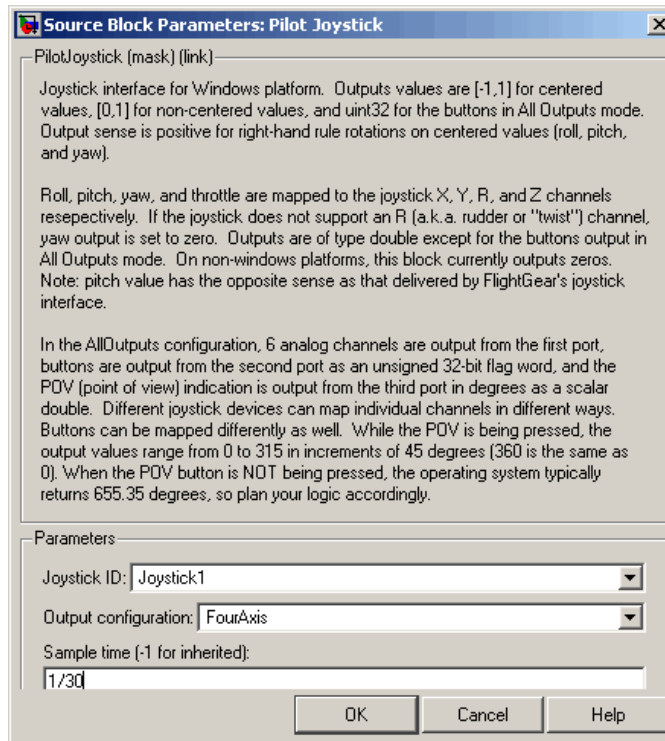 Source Block Parameters: Pilot Joystick
PilotJoystick (mask) (link)
Joystick interface for Windows platform.  Outputs values are [-1,1] for centered
values, [0,1] for non-centered values, and uint32 for the buttons in All Outputs mode.
Output sense is positive for right-hand rule rotations on centered values (roll, pitch,
and yaw).
Roll, pitch, yaw, and throttle are mapped to the joystick X, Y, R, and Z channels
resepectively.  If the joystick does not support an R (a.k.a. rudder or "twist") channel,
yaw output is set to zero.  Outputs are of type double except for the buttons output in
All Outputs mode.  On non-windows platforms, this block currently outputs zeros.
Note: pitch value has the opposite sense as that delivered by FlightGear's joystick
interface.
In the AllOutputs configuration, 6 analog channels are output from the first port,
buttons are output from the second port as an unsigned 32-bit flag word, and the
POV (point of view) indication is output from the third port in degrees as a scalar
double.  Different joystick devices can map individual channels in different ways.
Buttons can be mapped differently as well.  While the POV is being pressed, the
output values range from 0 to 315 in increments of 45 degrees (360 is the same as
0). When the POV button is NOT being pressed, the operating system typically
returns 655.35 degrees, so plan your logic accordingly.
Parameters
Joystick ID: Joystick1
Output configuration: FourAxis
Sample time (-1 for inherited):
1/30
OK Cancel Help